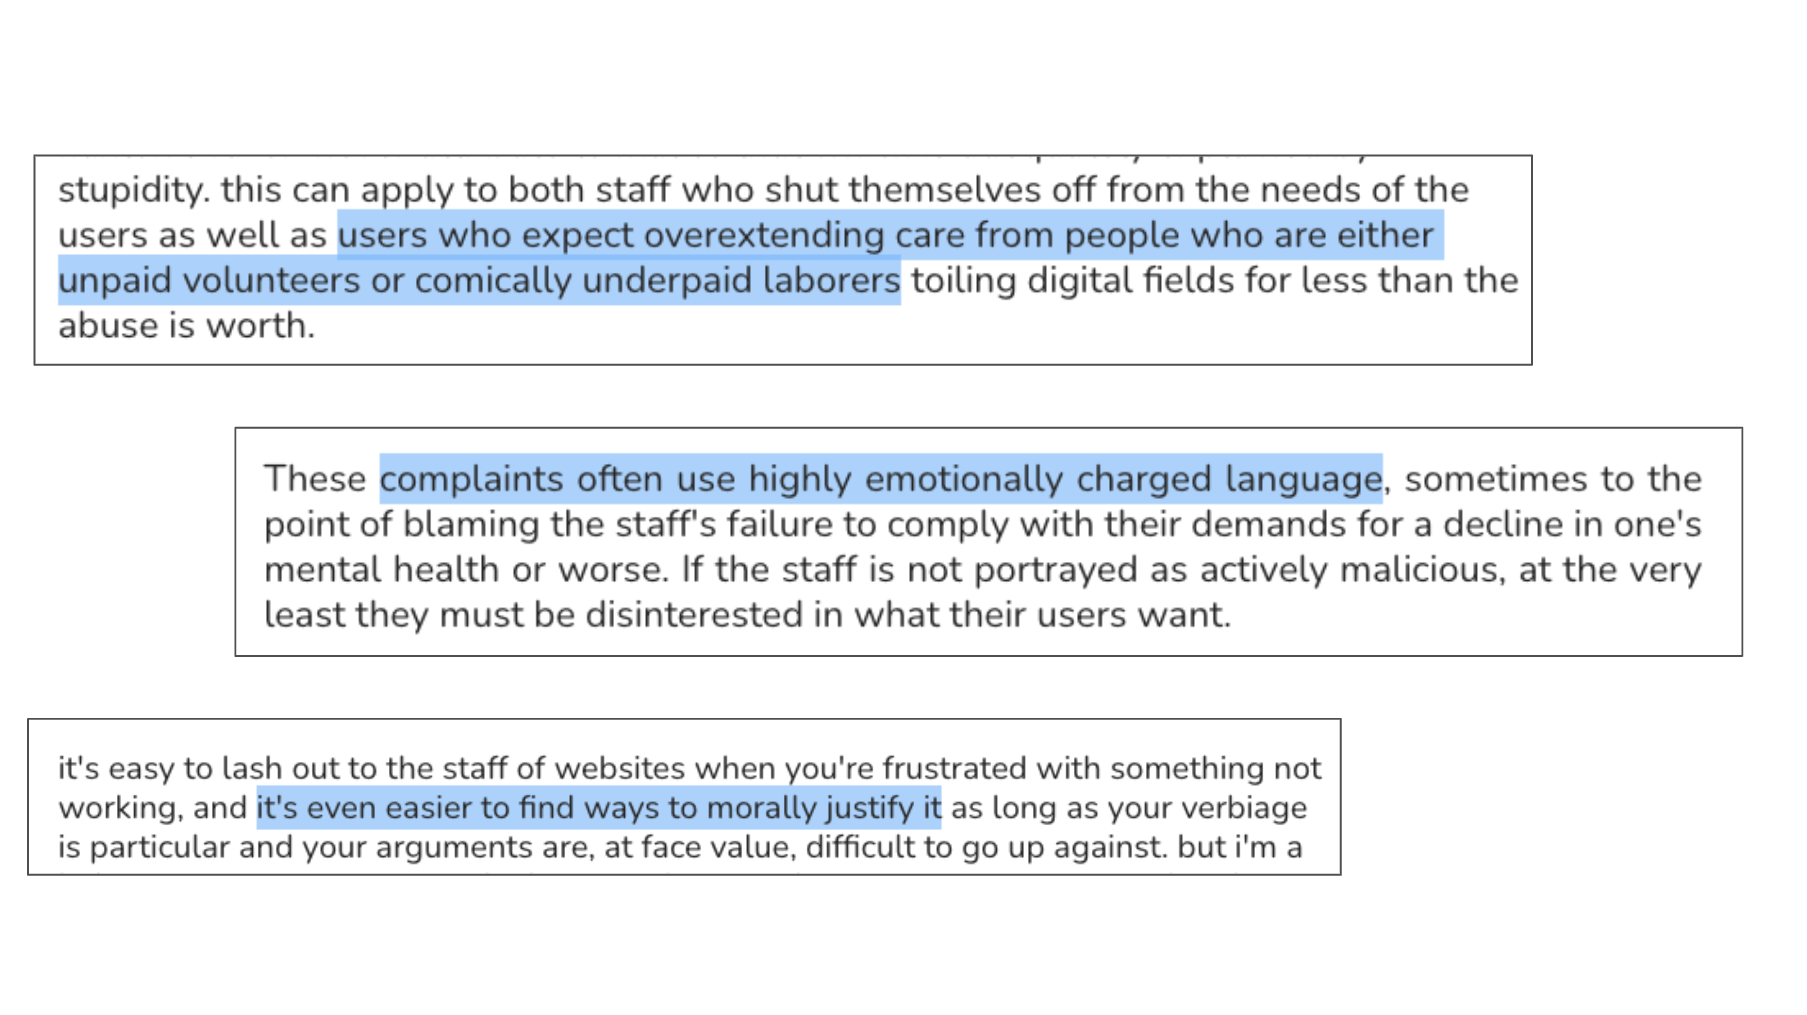 stupidity. this can apply to both staff who shut themselves off from the needs of the
users as well as users who expect overextending care from people who are either
unpaid volunteers or comically underpaid laborers toiling digital fields for less than the
abuse is worth.
These complaints often use highly emotionally charged language, sometimes to the
point of blaming the staff's failure to comply with their demands for a decline in one's
mental health or worse. If the staff is not portrayed as actively malicious, at the very
least they must be disinterested in what their users want.
it's easy to lash out to the staff of websites when you're frustrated with something not
working, and it's even easier to find ways to morally justify it as long as your verbiage
is particular and your arguments are, at face value, difficult to go up against. but i'm a